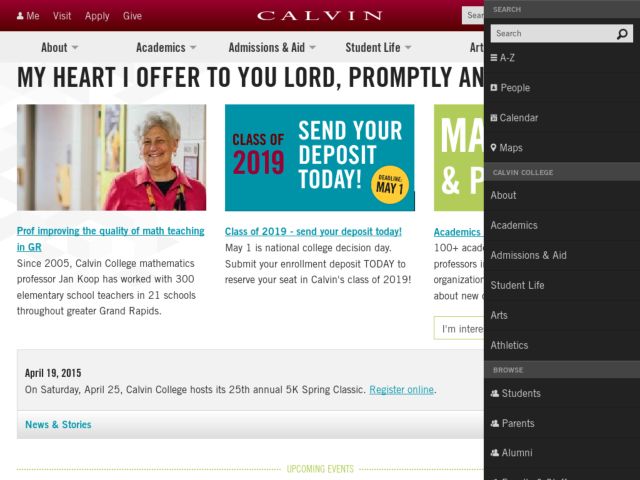 Me Visit Apply Give
CALVIN
Sear
About Academics Admissions & Aid Student Life Art
MY HEART I OFFER TO YOU LORD, PROMPTLY AN
CLASS OF
2019
SEND YOUR
DEPOSIT
TODAY!
DEADLINE:
MAY 1
MA
& P
Prof improving the quality of math teaching
in GR
Since 2005, Calvin College mathematics
professor Jan Koop has worked with 300
elementary school teachers in 21 schools
throughout greater Grand Rapids.
Class of 2019 - send your deposit today!
May 1 is national college decision day.
Submit your enrollment deposit TODAY to
reserve your seat in Calvin's class of 2019!
Academics
100+ acade
professors i
organization
about new o
I'm interes
April 19, 2015
On Saturday, April 25, Calvin College hosts its 25th annual 5K Spring Classic. Register online.
News & Stories
UPCOMING EVENTS
SEARCH
Search
A-Z
People
Calendar
Maps
CALVIN COLLEGE
About
Academics
Admissions & Aid
Student Life
Arts
Athletics
BROWSE
Students
Parents
Alumni